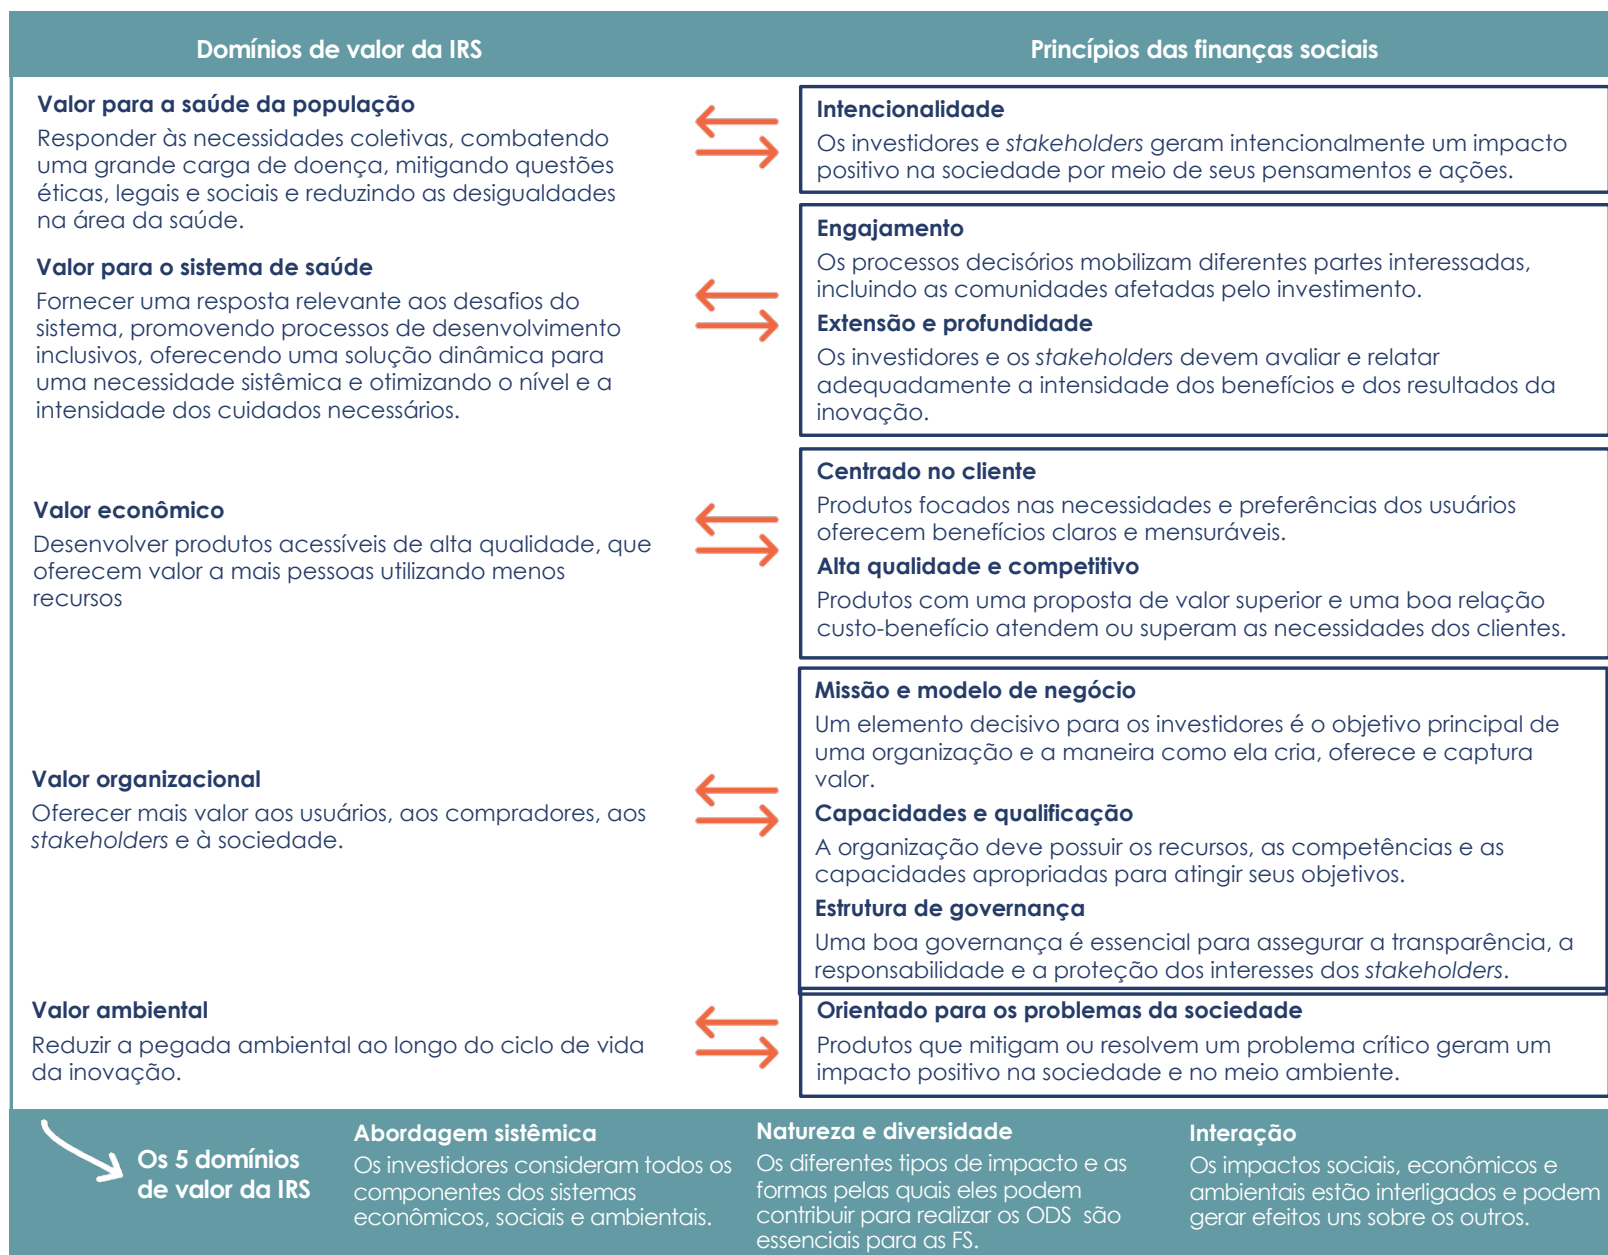 Domínios de valor da IRS
Princípios das finanças sociais
Valor para a saúde da população
Responder às necessidades coletivas, combatendo
uma grande carga de doença, mitigando questões
éticas, legais e sociais e reduzindo as desigualdades
na área da saúde.
Intencionalidade
Os investidores e stakeholders geram intencionalmente um impacto
positivo na sociedade por meio de seus pensamentos e ações.
Valor para o sistema de saúde
Fornecer uma resposta relevante aos desafios do
sistema, promovendo processos de desenvolvimento
inclusivos, oferecendo uma solução dinâmica para
uma necessidade sistêmica e otimizando o nível e a
intensidade dos cuidados necessários.
Engajamento
Os processos decisórios mobilizam diferentes partes interessadas,
incluindo as comunidades afetadas pelo investimento.
Extensão e profundidade
Os investidores e os stakeholders devem avaliar e relatar
adequadamente a intensidade dos benefícios e dos resultados da
inovação.
Valor econômico
Desenvolver produtos acessíveis de alta qualidade, que
oferecem valor a mais pessoas utilizando menos
recursos
Centrado no cliente
Produtos focados nas necessidades e preferências dos usuários
oferecem benefícios claros e mensuráveis.
Alta qualidade e competitivo
Produtos com uma proposta de valor superior e uma boa relação
custo-benefício atendem ou superam as necessidades dos clientes.
Valor organizacional
Oferecer mais valor aos usuários, aos compradores, aos
stakeholders e à sociedade.
Missão e modelo de negócio
Um elemento decisivo para os investidores é o objetivo principal de
uma organização e a maneira como ela cria, oferece e captura
valor.
Capacidades e qualificação
A organização deve possuir os recursos, as competências e as
capacidades apropriadas para atingir seus objetivos.
Estrutura de governança
Uma boa governança é essencial para assegurar a transparência, a
responsabilidade e a proteção dos interesses dos stakeholders.
Valor ambiental
Reduzir a pegada ambiental ao longo do ciclo de vida
da inovação.
Orientado para os problemas da sociedade
Produtos que mitigam ou resolvem um problema crítico geram um
impacto positivo na sociedade e no meio ambiente.
Os 5 domínios
de valor da IRS
Abordagem sistêmica
Os investidores consideram todos os
componentes dos sistemas
econômicos, sociais e ambientais.
Natureza e diversidade
Os diferentes tipos de impacto e as
formas pelas quais eles podem
contribuir para realizar os ODS são
essenciais para as FS.
Interação
Os impactos sociais, econômicos e
ambientais estão interligados e podem
gerar efeitos uns sobre os outros.